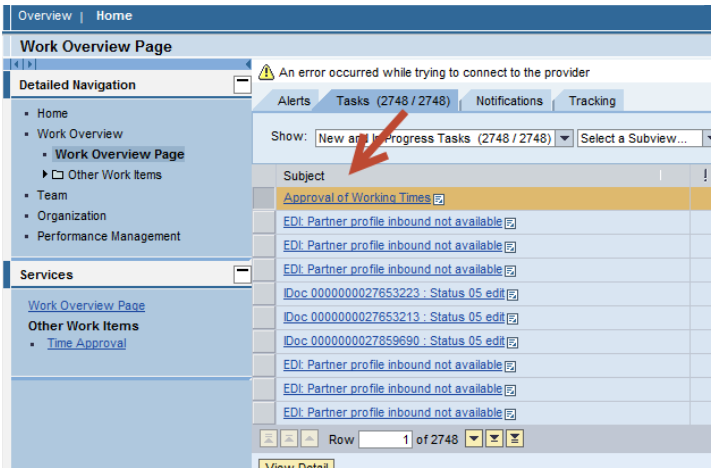 Overview | Home
Work Overview Page
Detailed Navigation
Home
Work Overview
Work Overview Page
Other Work Items
Team
Organization
Performance Management
Services
Work Overview Page
Other Work Items
Time Approval
An error occurred while trying to connect to the provider
Alerts Tasks (2748 / 2748) Notifications Tracking
Show: New and In Progress Tasks (2748 / 2748) Select a Subview...
Subject !
Approval of Working Times
EDI: Partner profile inbound not available
EDI: Partner profile inbound not available
EDI: Partner profile inbound not available
IDoc 0000000027653223 : Status 05 edit
IDoc 0000000027653213 : Status 05 edit
IDoc 0000000027859690 : Status 05 edit
EDI: Partner profile inbound not available
EDI: Partner profile inbound not available
EDI: Partner profile inbound not available
Row 1 of 2748
View Detail